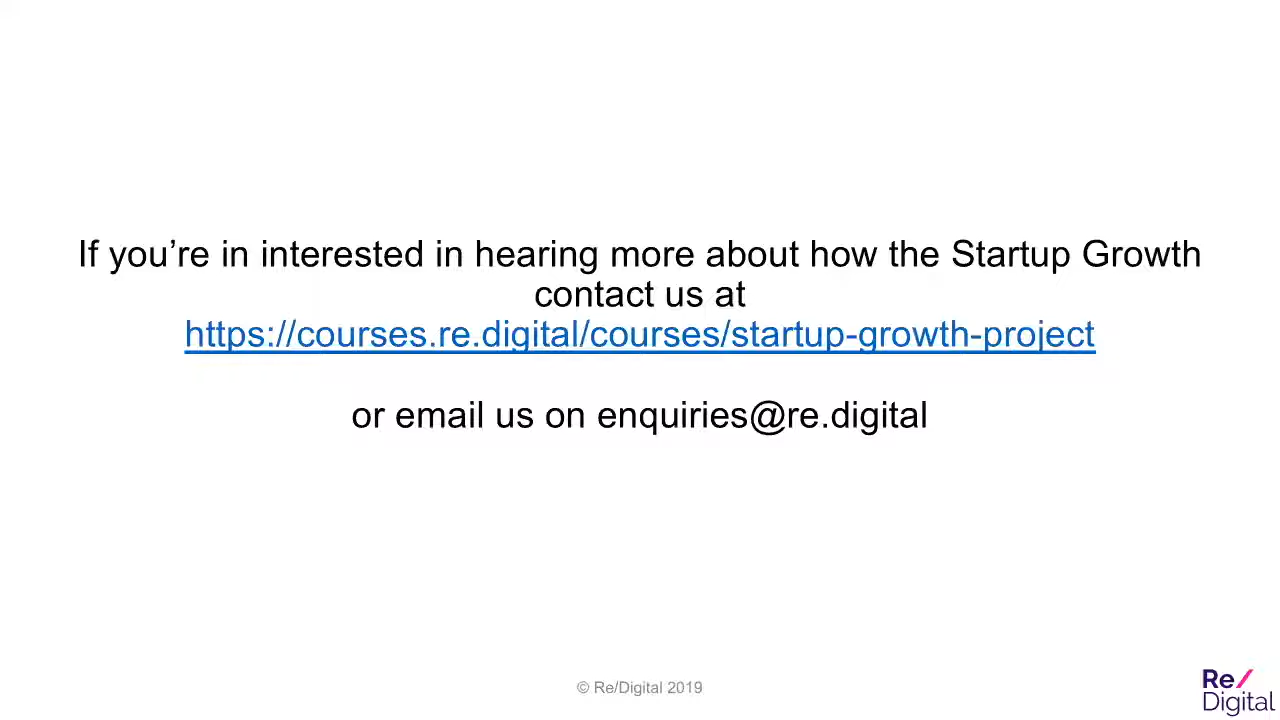 If you’re in interested in hearing more about how the Startup Growth
contact us at
https://courses.re.digital/courses/startup-growth-project
or email us on enquiries@re.digital
© Re/Digital 2019
Re/
Digital